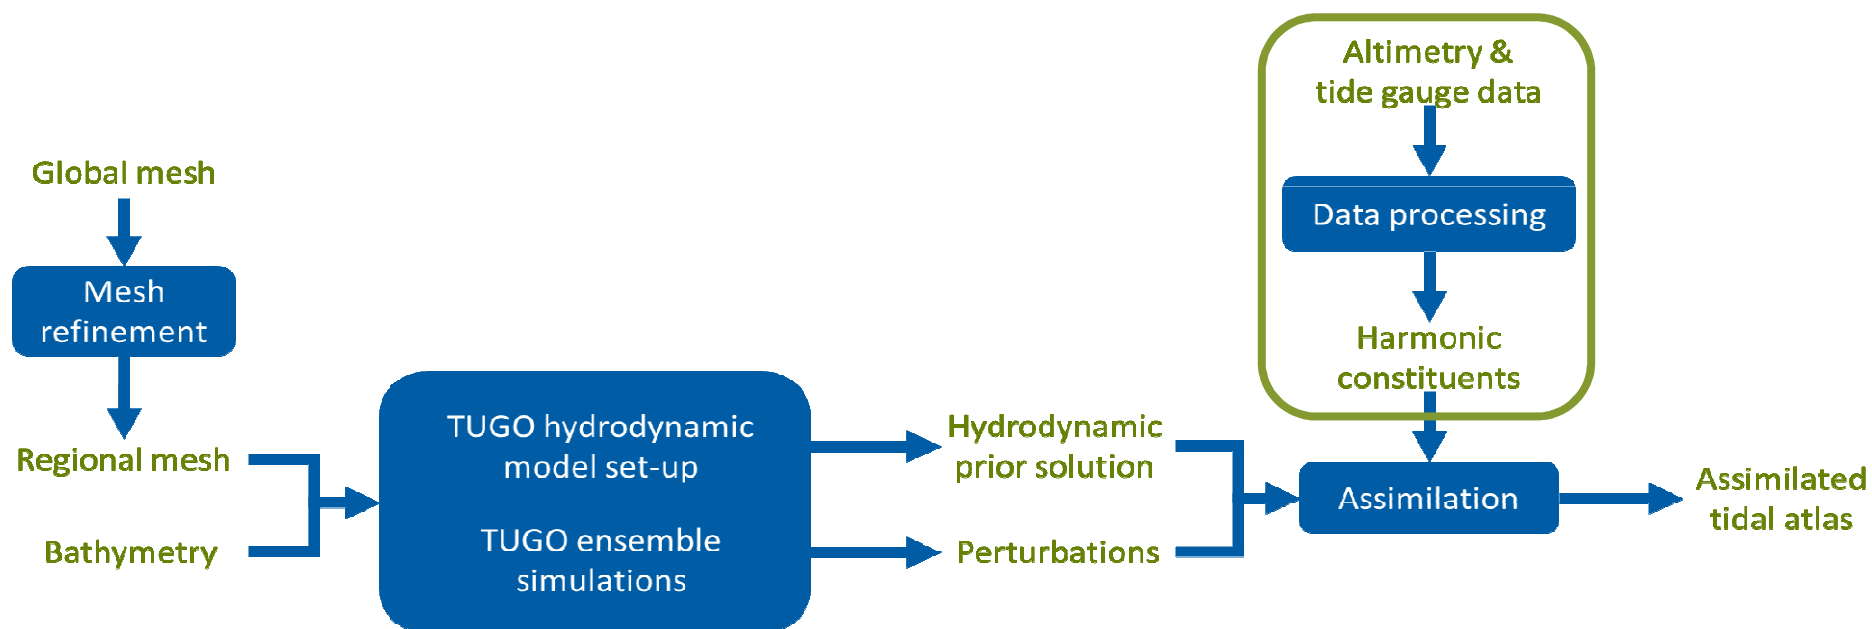 Global mesh
Mesh
refinement
Regional mesh
Bathymetry
TUGO hydrodynamic
model set-up
TUGO ensemble
simulations
Hydrodynamic
prior solution
Perturbations
Altimetry &
tide gauge data
Data processing
Harmonic
constituents
Assimilation
Assimilated
tidal atlas